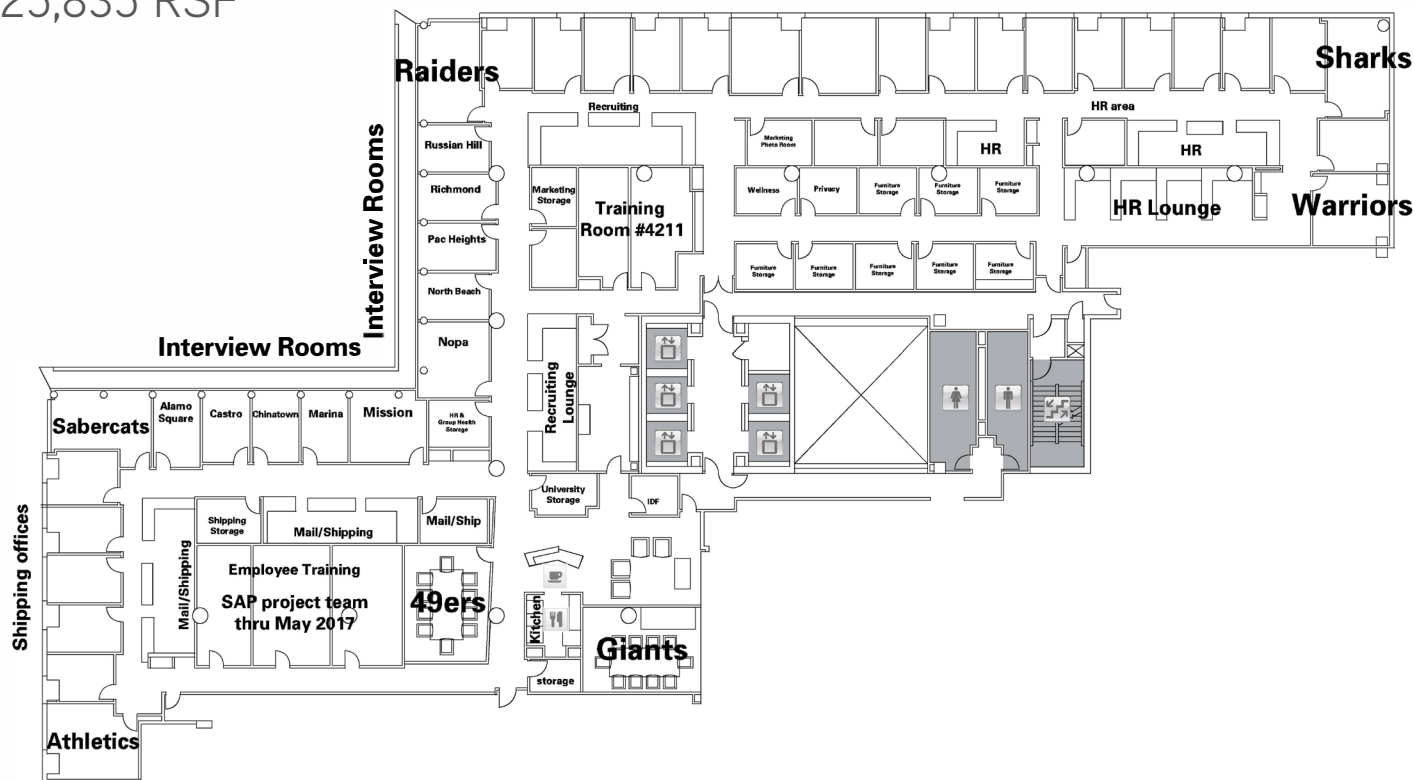 25,835 RSF
Raiders
Sharks
Recruiting
HR area
Interview Rooms
Russian Hill
Marketing
Photo Room
HR
HR
Richmond
Marketing
Storage
Training
Room #4211
Wellness
Privacy
Furniture
Storage
Furniture
Storage
Furniture
Storage
HR Lounge
Warriors
Pac Heights
North Beach
Furniture
Storage
Furniture
Storage
Furniture
Storage
Furniture
Storage
Furniture
Storage
Interview Rooms
Nopa
Recruiting
Lounge
Sabercats
Alamo
Square
Castro
Chinatown
Marina
Mission
HR &
Group Health
Storage
University
Storage
IDF
Shipping offices
Shipping
Storage
Mail/Shipping
Mail/Ship
Mail/Shipping
Employee Training
SAP project team
thru May 2017
49ers
Kitchen
Giants
storage
Athletics